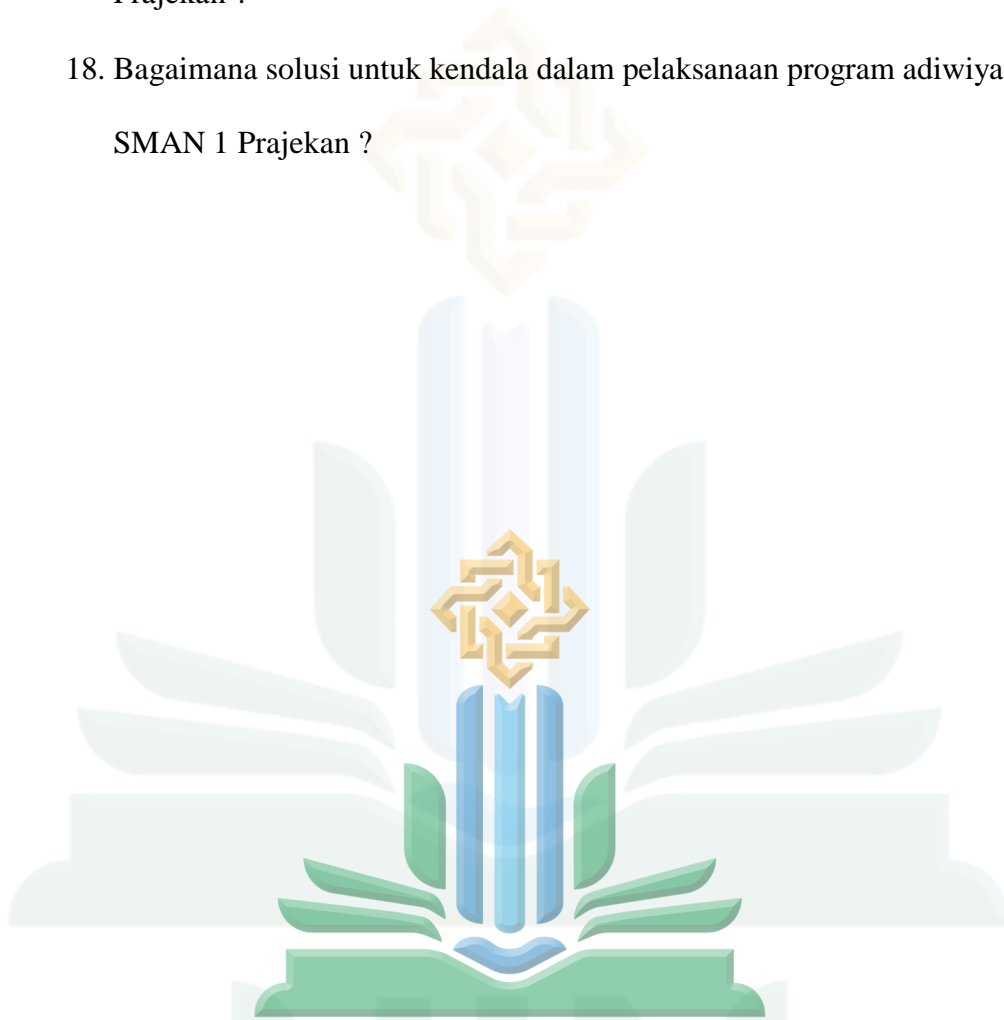 Prajekan ?
18. Bagaimana solusi untuk kendala dalam pelaksanaan program adiwiya
SMAN 1 Prajekan ?